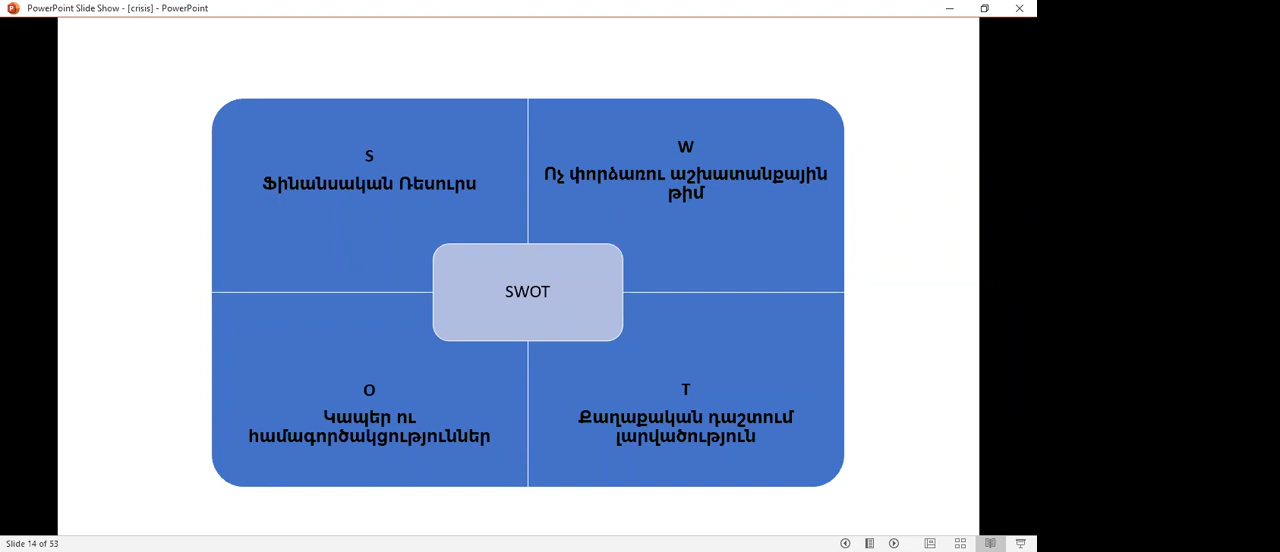 PowerPoint Slide Show - [crisis] - PowerPoint
S
Ֆինանսական Ռեսուրս
W
Ոչ փորձառու աշխատանքային
թիմ
SWOT
O
Կապեր ու
համագործակցություններ
T
Քաղաքական դաշտում
լարվածություն
Slide 14 of 53